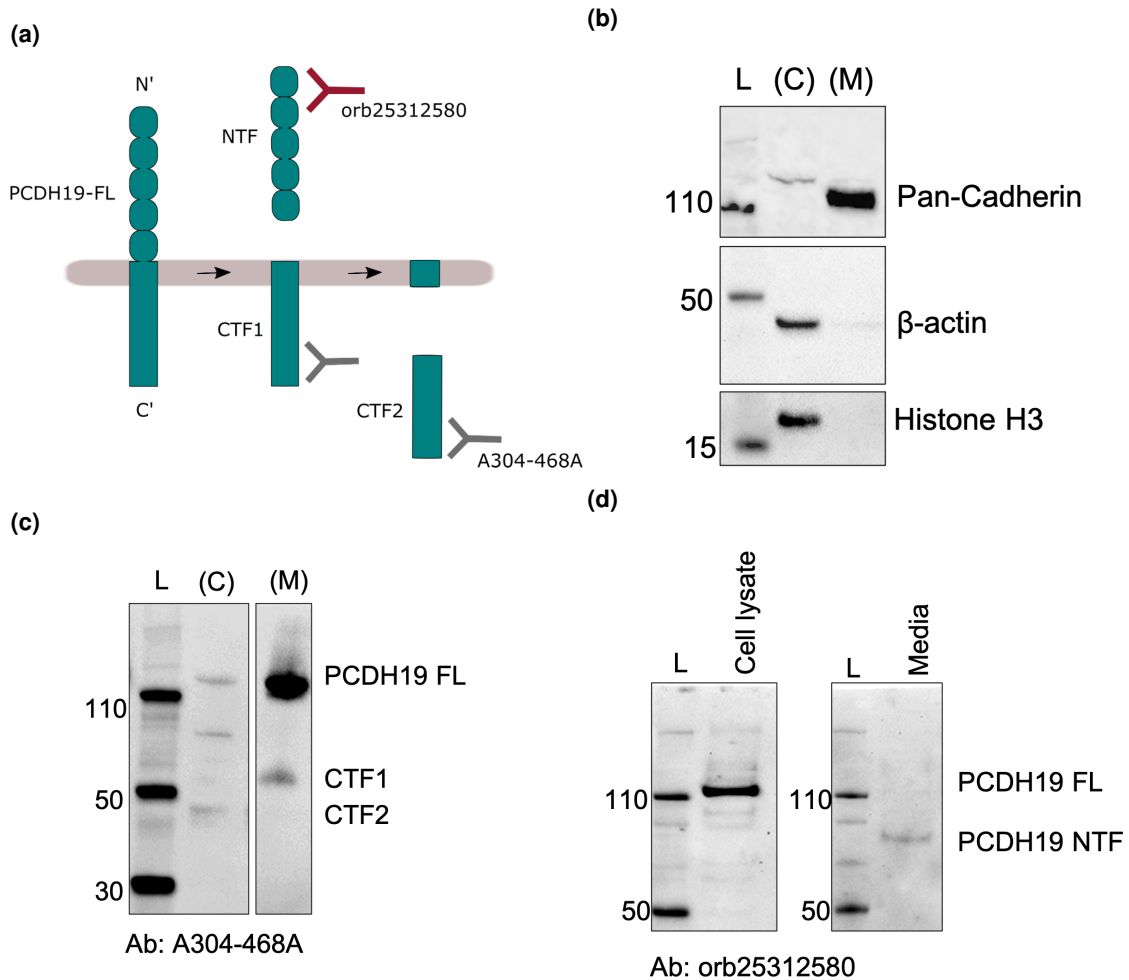 (a)
N'
NTF
orb25312580
PCDH19-FL
CTF1
C'
CTF2
A304-468A
(b)
L (C) (M)
110 Pan-Cadherin
50 β-actin
15 Histone H3
(c)
L (C) (M)
PCDH19 FL
110
CTF1
50 CTF2
30
Ab: A304-468A
(d)
L Cell lysate L Media
110 110 PCDH19 FL
PCDH19 NTF
50 50
Ab: orb25312580